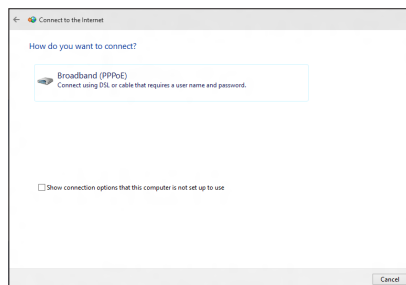 Connect to the Internet
How do you want to connect?
Broadband (PPPoE)
Connect using DSL or cable that requires a user name and password.
Show connection options that this computer is not set up to use
Cancel